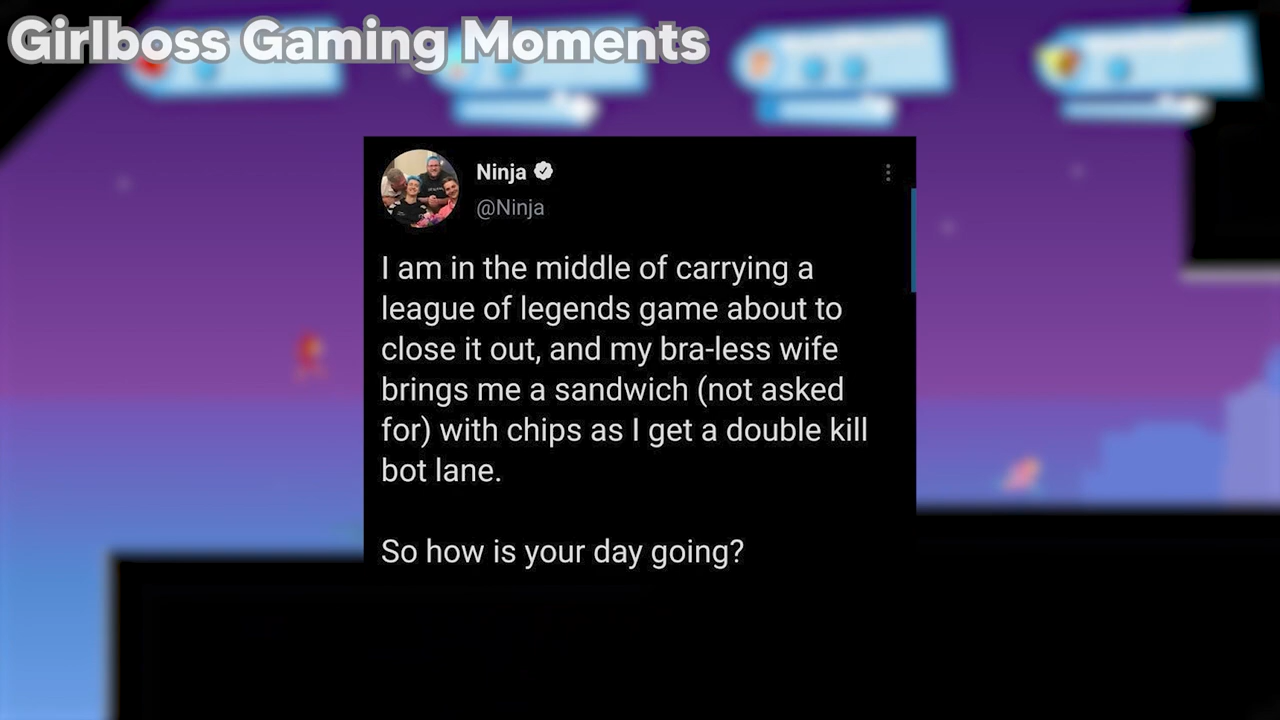 Girlboss Gaming Moments
Ninja
@Ninja
I am in the middle of carrying a
league of legends game about to
close it out, and my bra-less wife
brings me a sandwich (not asked
for) with chips as I get a double kill
bot lane.
So how is your day going?